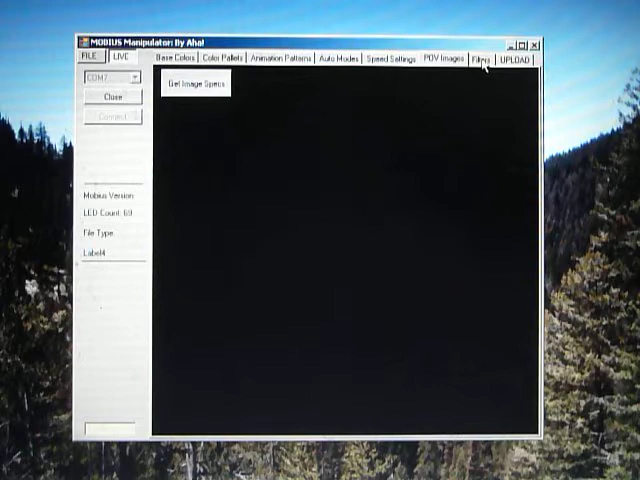 MOBIUS Manipulator: By Aha!
FILE LIVE Base Colors Color Pallets Animation Patterns Auto Modes Speed Settings POV Images Filters UPLOAD
COM7 Get Image Specs
Close
Connect
Mobius Version
LED Count: 69
File Type
Label4